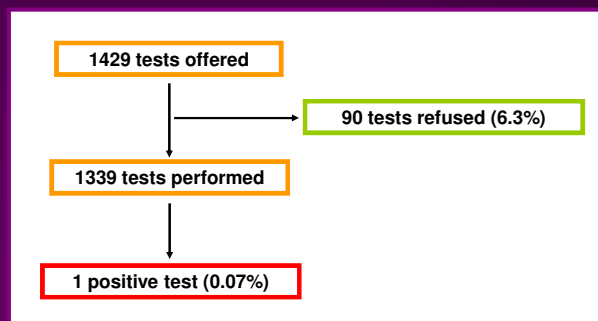 1429 tests offered
90 tests refused (6.3%)
1339 tests performed
1 positive test (0.07%)